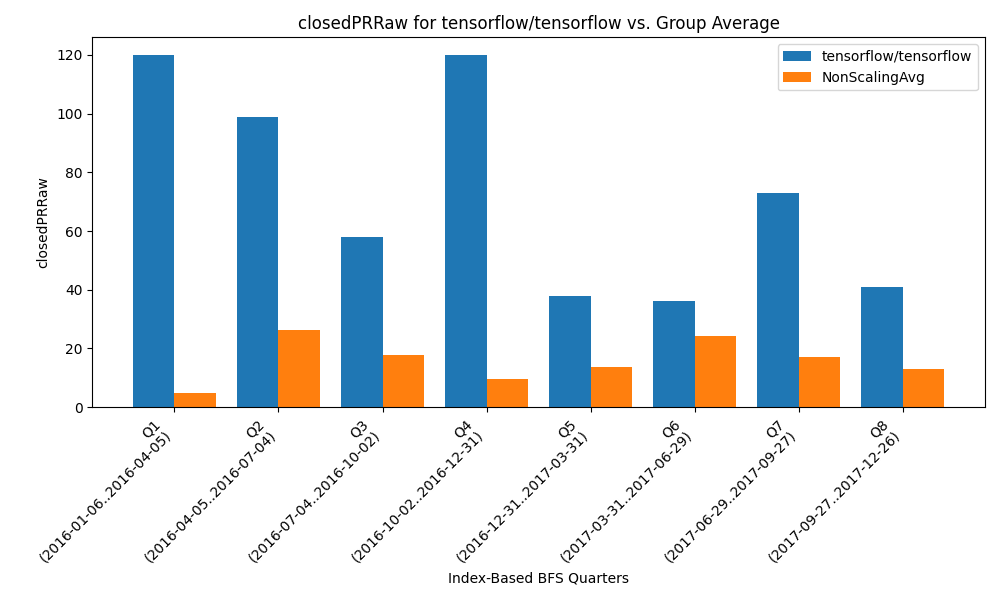 closedPRRaw for tensorflow/tensorflow vs. Group Average
tensorflow/tensorflow
NonScalingAvg
closedPRRaw
120
100
80
60
40
20
0
Q1
(2016-01-06..2016-04-05)
Q2
(2016-04-05..2016-07-04)
Q3
(2016-07-04..2016-10-02)
Q4
(2016-10-02..2016-12-31)
Q5
(2016-12-31..2017-03-31)
Q6
(2017-03-31..2017-06-29)
Q7
(2017-06-29..2017-09-27)
Q8
(2017-09-27..2017-12-26)
Index-Based BFS Quarters